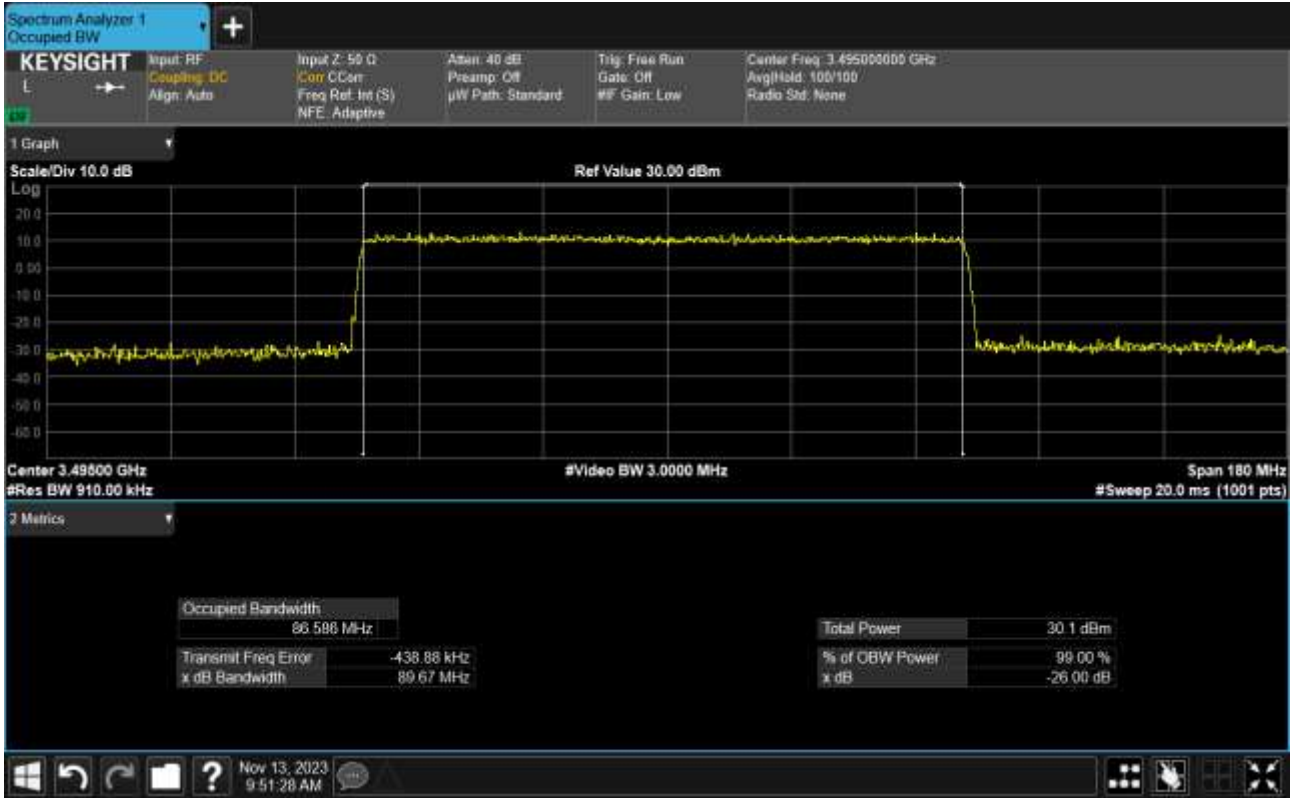 Spectrum Analyzer 1
Occupied BW
+
KEYSIGHT
L
Input: RF
Coupling: DC
Align: Auto
Input Z: 50 Ω
Corr CCorr
Freq Ref: Int (S)
NFE: Adaptive
Atten: 40 dB
Preamp: Off
µW Path: Standard
Trig: Free Run
Gate: Off
#IF Gain: Low
Center Freq: 3.495000000 GHz
Avg|Hold: 100/100
Radio Std: None
1 Graph
Scale/Div 10.0 dB
Ref Value 30.00 dBm
Log
20.0
10.0
0.00
-10.0
-20.0
-30.0
-40.0
-50.0
-60.0
Center 3.49500 GHz
#Video BW 3.0000 MHz
Span 180 MHz
#Res BW 910.00 kHz
#Sweep 20.0 ms (1001 pts)
2 Metrics
Occupied Bandwidth
86.586 MHz
Total Power 30.1 dBm
Transmit Freq Error -438.88 kHz
% of OBW Power 99.00 %
x dB Bandwidth 89.67 MHz
x dB -26.00 dB
?
Nov 13, 2023
9:51:28 AM